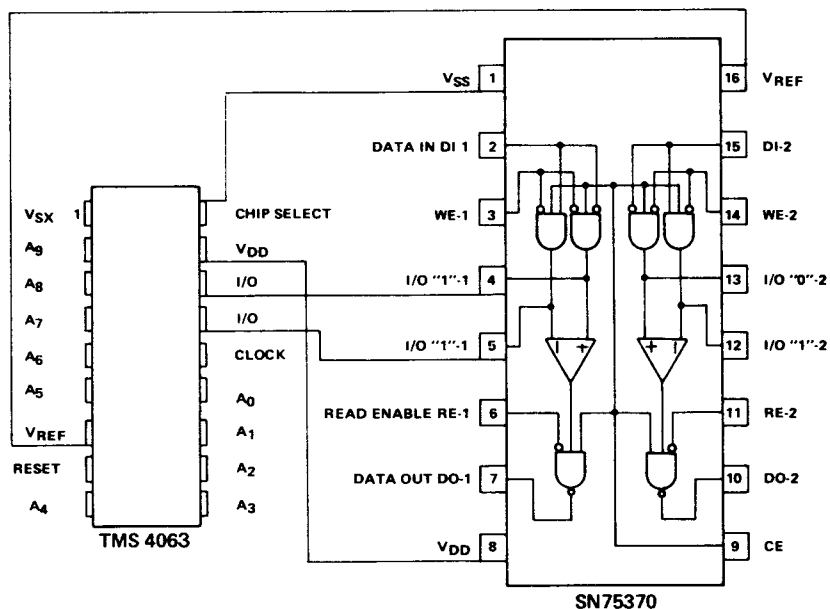 VSS 1
16 VREF
DATA IN DI 1 2
15 DI-2
WE-1 3
14 WE-2
I/O "1"-1 4
13 I/O "0"-2
I/O "1"-1 5
12 I/O "1"-2
READ ENABLE RE-1 6
11 RE-2
DATA OUT DO-1 7
10 DO-2
VDD 8
9 CE
− +
+ −
SN75370
VSX 1
CHIP SELECT
A9
VDD
A8
I/O
A7
I/O
A6
CLOCK
A5
A0
VREF
A1
RESET
A2
A4
A3
TMS 4063